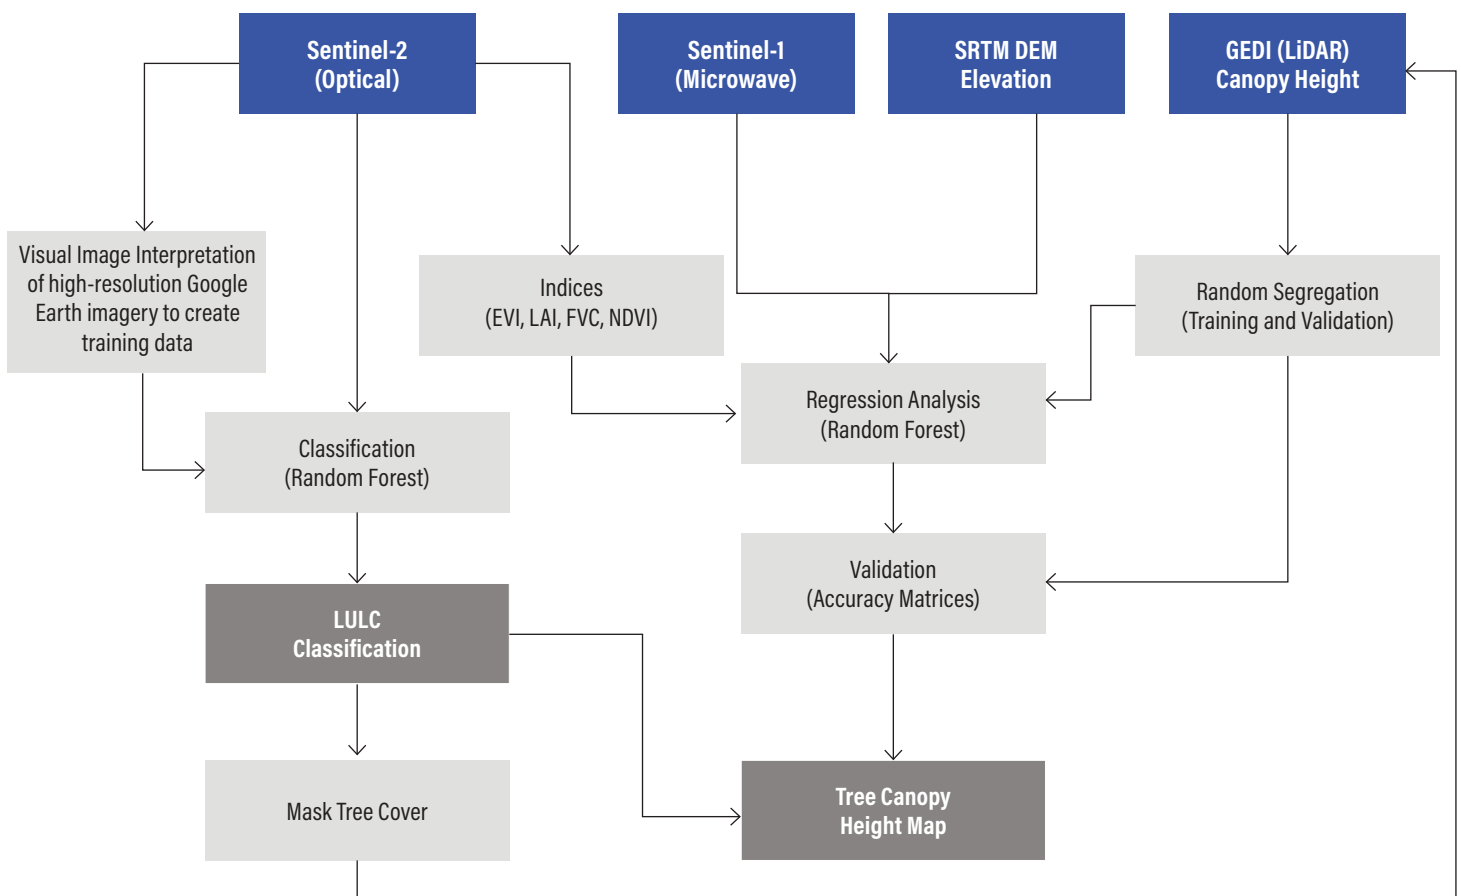 Sentinel-2
(Optical)
Sentinel-1
(Microwave)
SRTM DEM
Elevation
GEDI (LiDAR)
Canopy Height
Visual Image Interpretation
of high-resolution Google
Earth imagery to create
training data
Indices
(EVI, LAI, FVC, NDVI)
Random Segregation
(Training and Validation)
Regression Analysis
(Random Forest)
Classification
(Random Forest)
Validation
(Accuracy Matrices)
LULC
Classification
Mask Tree Cover
Tree Canopy
Height Map